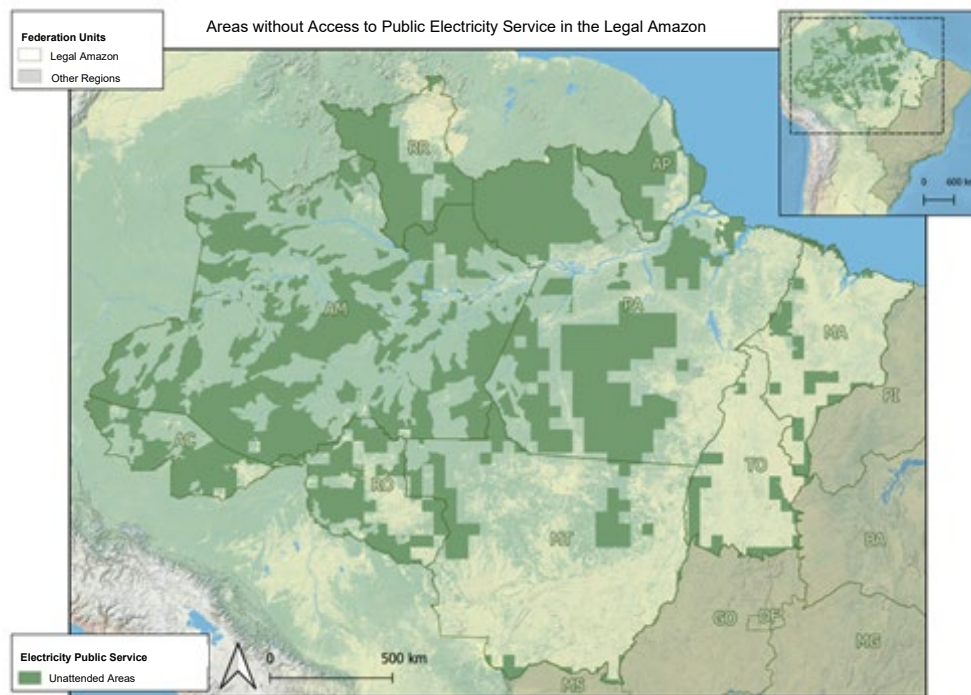 Areas without Access to Public Electricity Service in the Legal Amazon
Federation Units
Legal Amazon
Other Regions
0 600 km
RR
AP
AM
PA
MA
PI
AC
TO
RO
MT
BA
GO DF
MG
MS
Electricity Public Service
Unattended Areas
0 500 km